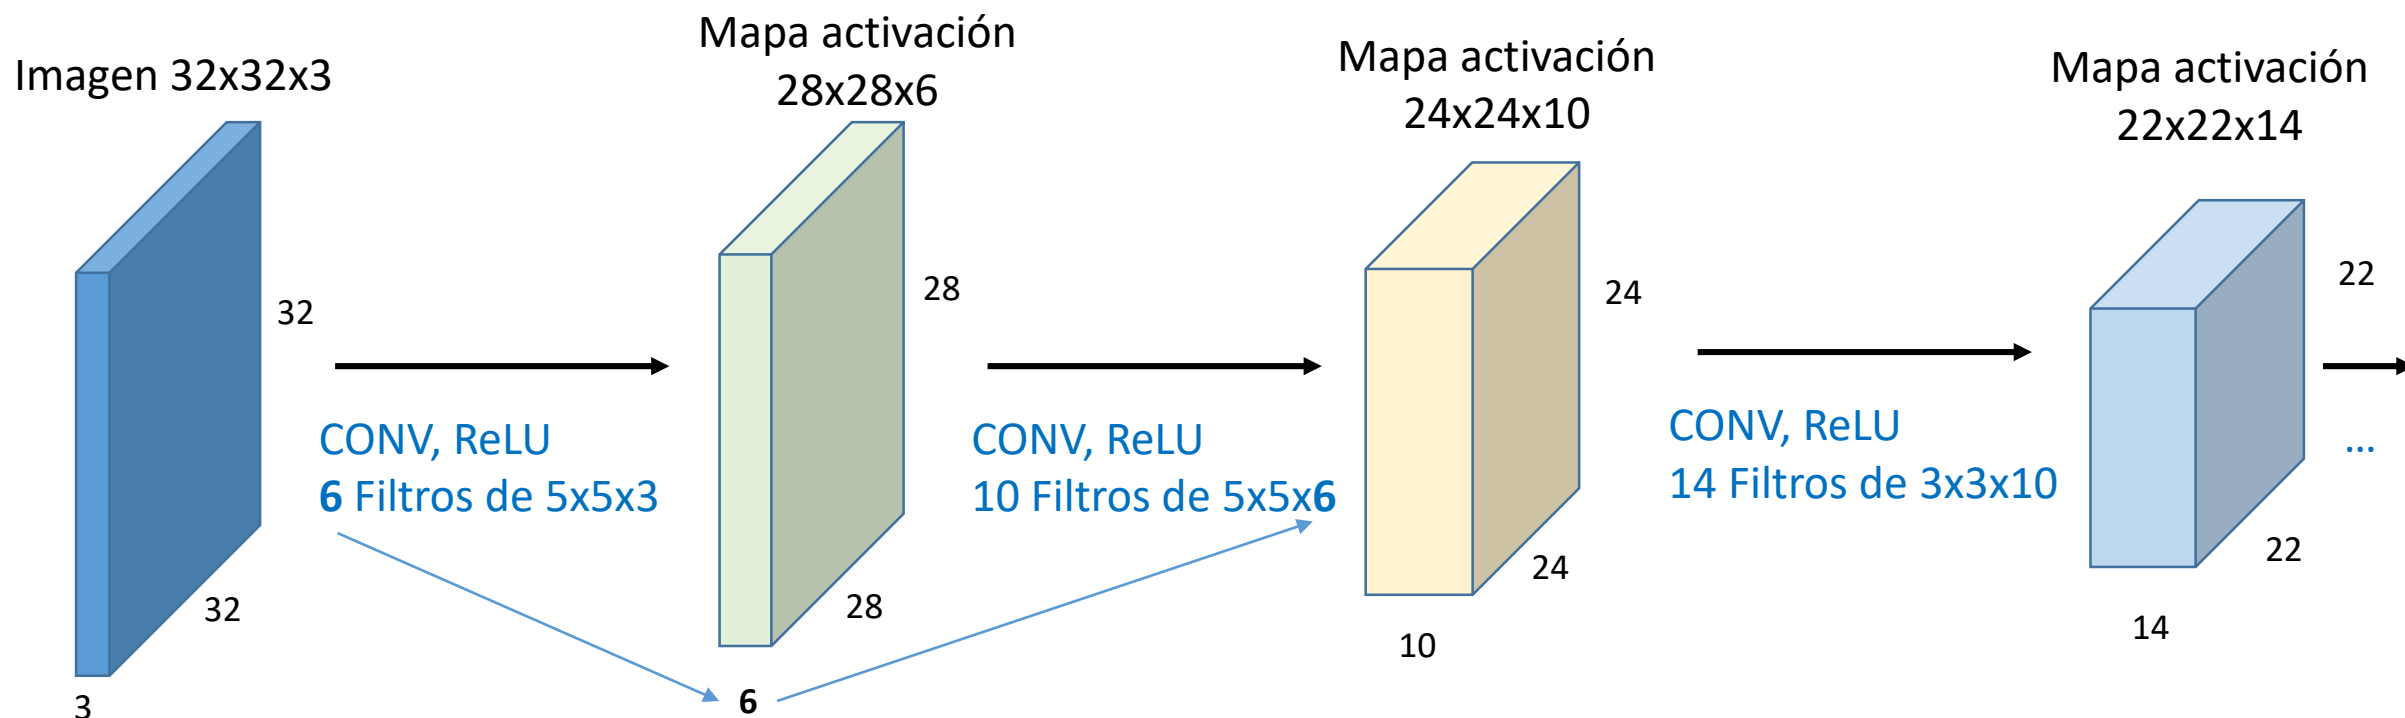 Imagen 32x32x3
32
32
3
CONV, ReLU
6 Filtros de 5x5x3
Mapa activación
28x28x6
28
28
6
CONV, ReLU
10 Filtros de 5x5x6
Mapa activación
24x24x10
24
24
10
CONV, ReLU
14 Filtros de 3x3x10
Mapa activación
22x22x14
22
22
14
...